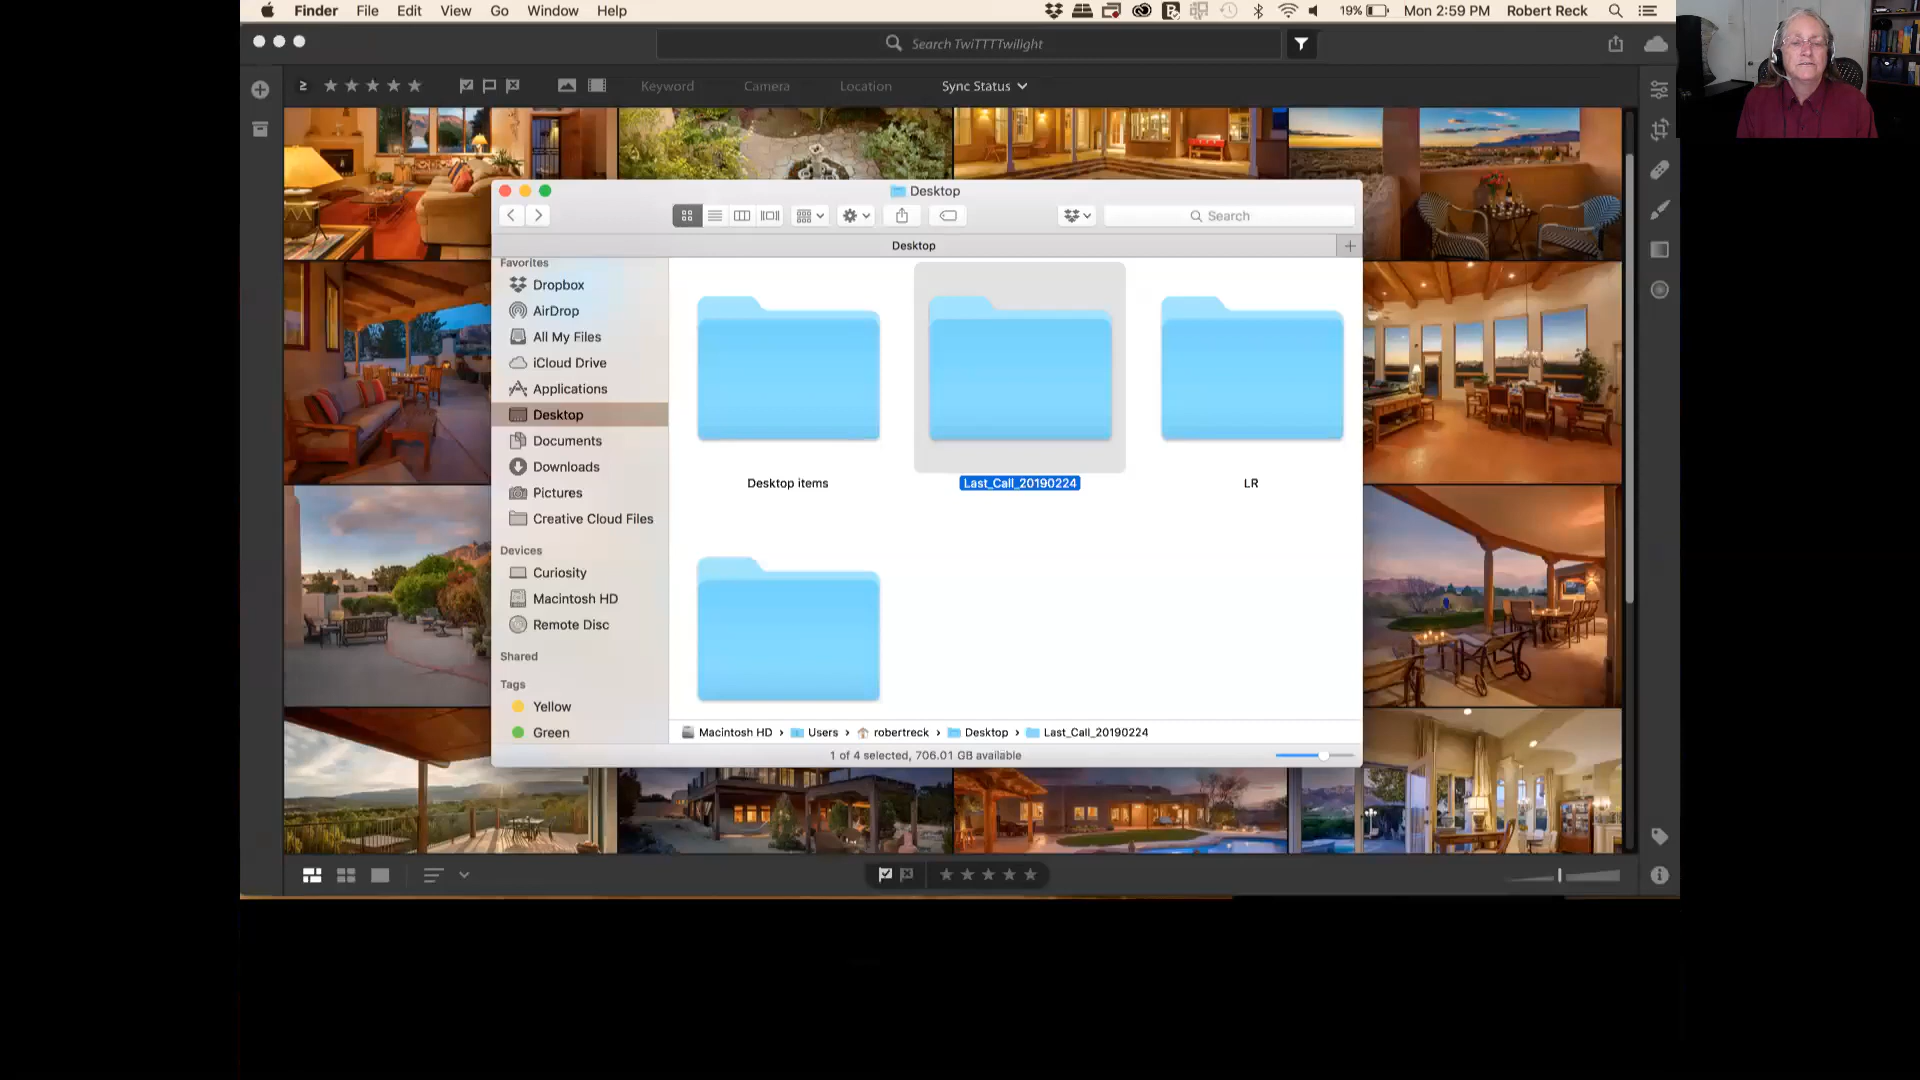 Finder File Edit View Go Window Help 19% Mon 2:59 PM Robert Reck
Search TwiTTTTwilight
≥ Keyword Camera Location Sync Status
Desktop
Search
Desktop
Favorites
Dropbox
AirDrop
All My Files
iCloud Drive
Applications
Desktop
Documents
Downloads
Pictures
Creative Cloud Files
Devices
Curiosity
Macintosh HD
Remote Disc
Shared
Tags
Yellow
Green
Desktop items
Last_Call_20190224
LR
Macintosh HD › Users › robertreck › Desktop › Last_Call_20190224
1 of 4 selected, 706.01 GB available